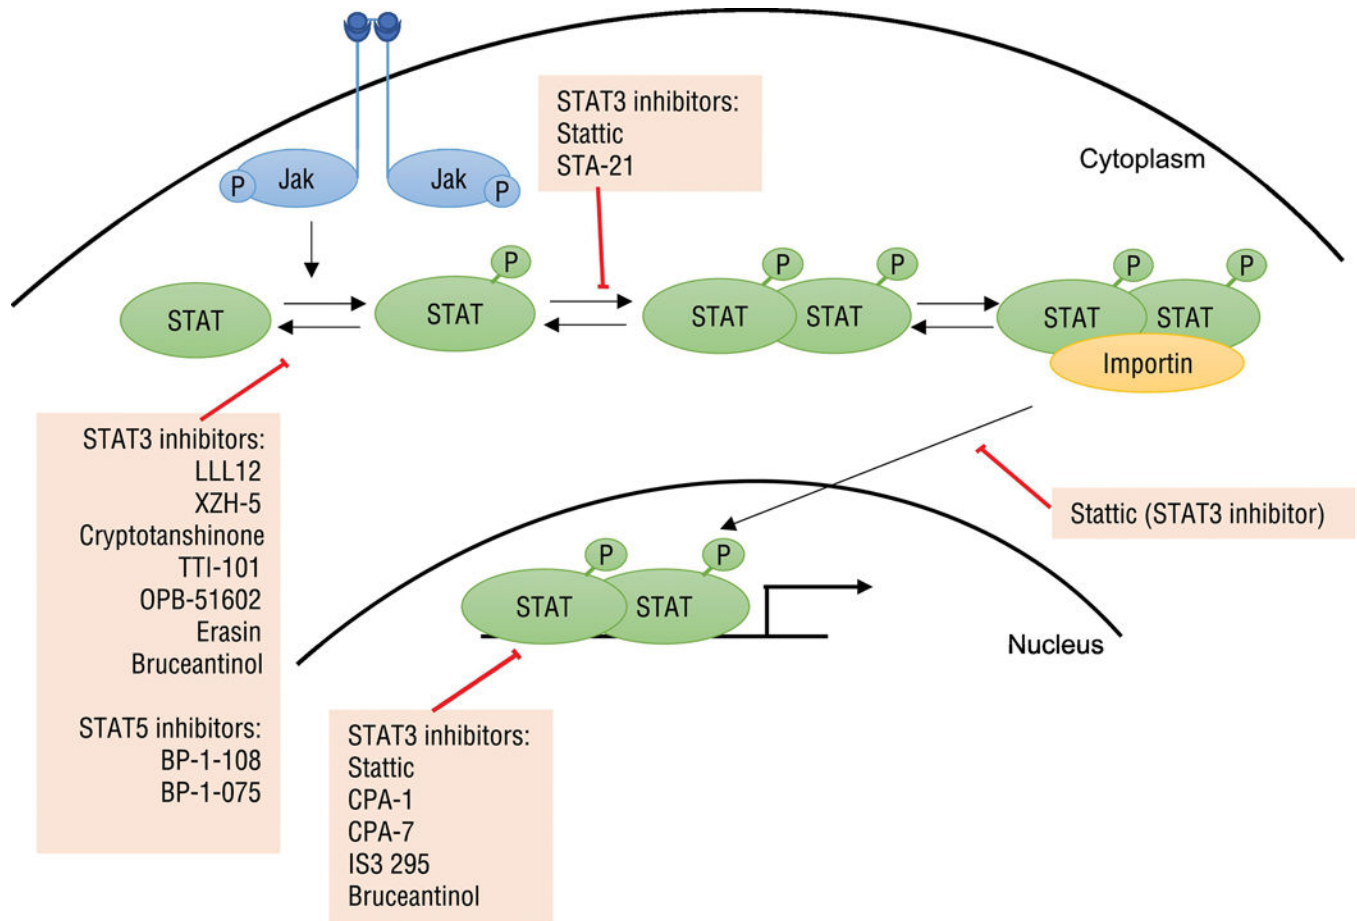 STAT3 inhibitors:
Stattic
STA-21
Cytoplasm
P
Jak
Jak
P
P
P
P
P
P
STAT
STAT
STAT
STAT
STAT
STAT
Importin
STAT3 inhibitors:
LLL12
XZH-5
Cryptotanshinone
TTI-101
OPB-51602
Erasin
Bruceantinol
STAT5 inhibitors:
BP-1-108
BP-1-075
Stattic (STAT3 inhibitor)
P
P
STAT
STAT
Nucleus
STAT3 inhibitors:
Stattic
CPA-1
CPA-7
IS3 295
Bruceantinol